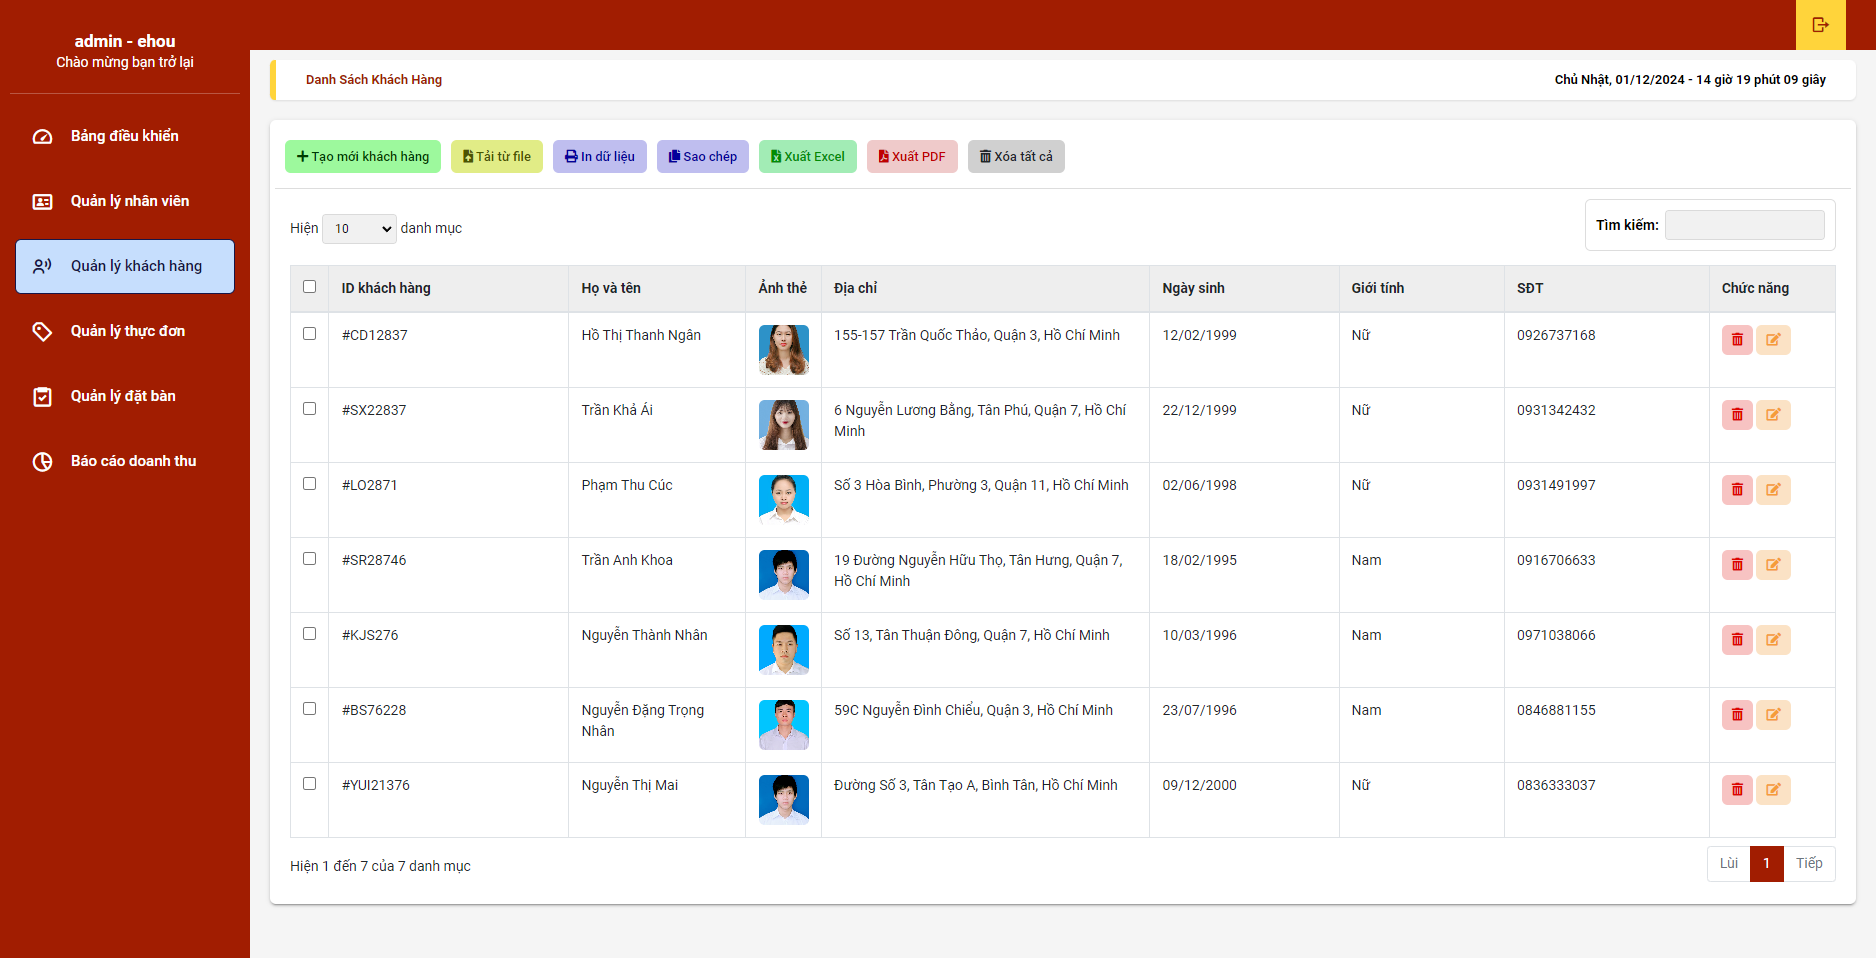 admin - ehou
Chào mừng bạn trở lại
Bảng điều khiển
Quản lý nhân viên
Quản lý khách hàng
Quản lý thực đơn
Quản lý đặt bàn
Báo cáo doanh thu
Danh Sách Khách Hàng
Chủ Nhật, 01/12/2024 - 14 giờ 19 phút 09 giây
Tạo mới khách hàng
Tải từ file
In dữ liệu
Sao chép
Xuất Excel
Xuất PDF
Xóa tất cả
Hiện 10 danh mục
Tìm kiếm:
ID khách hàng Họ và tên Ảnh thẻ Địa chỉ Ngày sinh Giới tính SĐT Chức năng
#CD12837 Hồ Thị Thanh Ngân 155-157 Trần Quốc Thảo, Quận 3, Hồ Chí Minh 12/02/1999 Nữ 0926737168
#SX22837 Trần Khả Ái 6 Nguyễn Lương Bằng, Tân Phú, Quận 7, Hồ Chí 22/12/1999 Nữ 0931342432
Minh
#LO2871 Phạm Thu Cúc Số 3 Hòa Bình, Phường 3, Quận 11, Hồ Chí Minh 02/06/1998 Nữ 0931491997
#SR28746 Trần Anh Khoa 19 Đường Nguyễn Hữu Thọ, Tân Hưng, Quận 7, 18/02/1995 Nam 0916706633
Hồ Chí Minh
#KJS276 Nguyễn Thành Nhân Số 13, Tân Thuận Đông, Quận 7, Hồ Chí Minh 10/03/1996 Nam 0971038066
#BS76228 Nguyễn Đặng Trọng 59C Nguyễn Đình Chiểu, Quận 3, Hồ Chí Minh 23/07/1996 Nam 0846881155
Nhân
#YUI21376 Nguyễn Thị Mai Đường Số 3, Tân Tạo A, Bình Tân, Hồ Chí Minh 09/12/2000 Nữ 0836333037
Hiện 1 đến 7 của 7 danh mục
Lùi 1 Tiếp